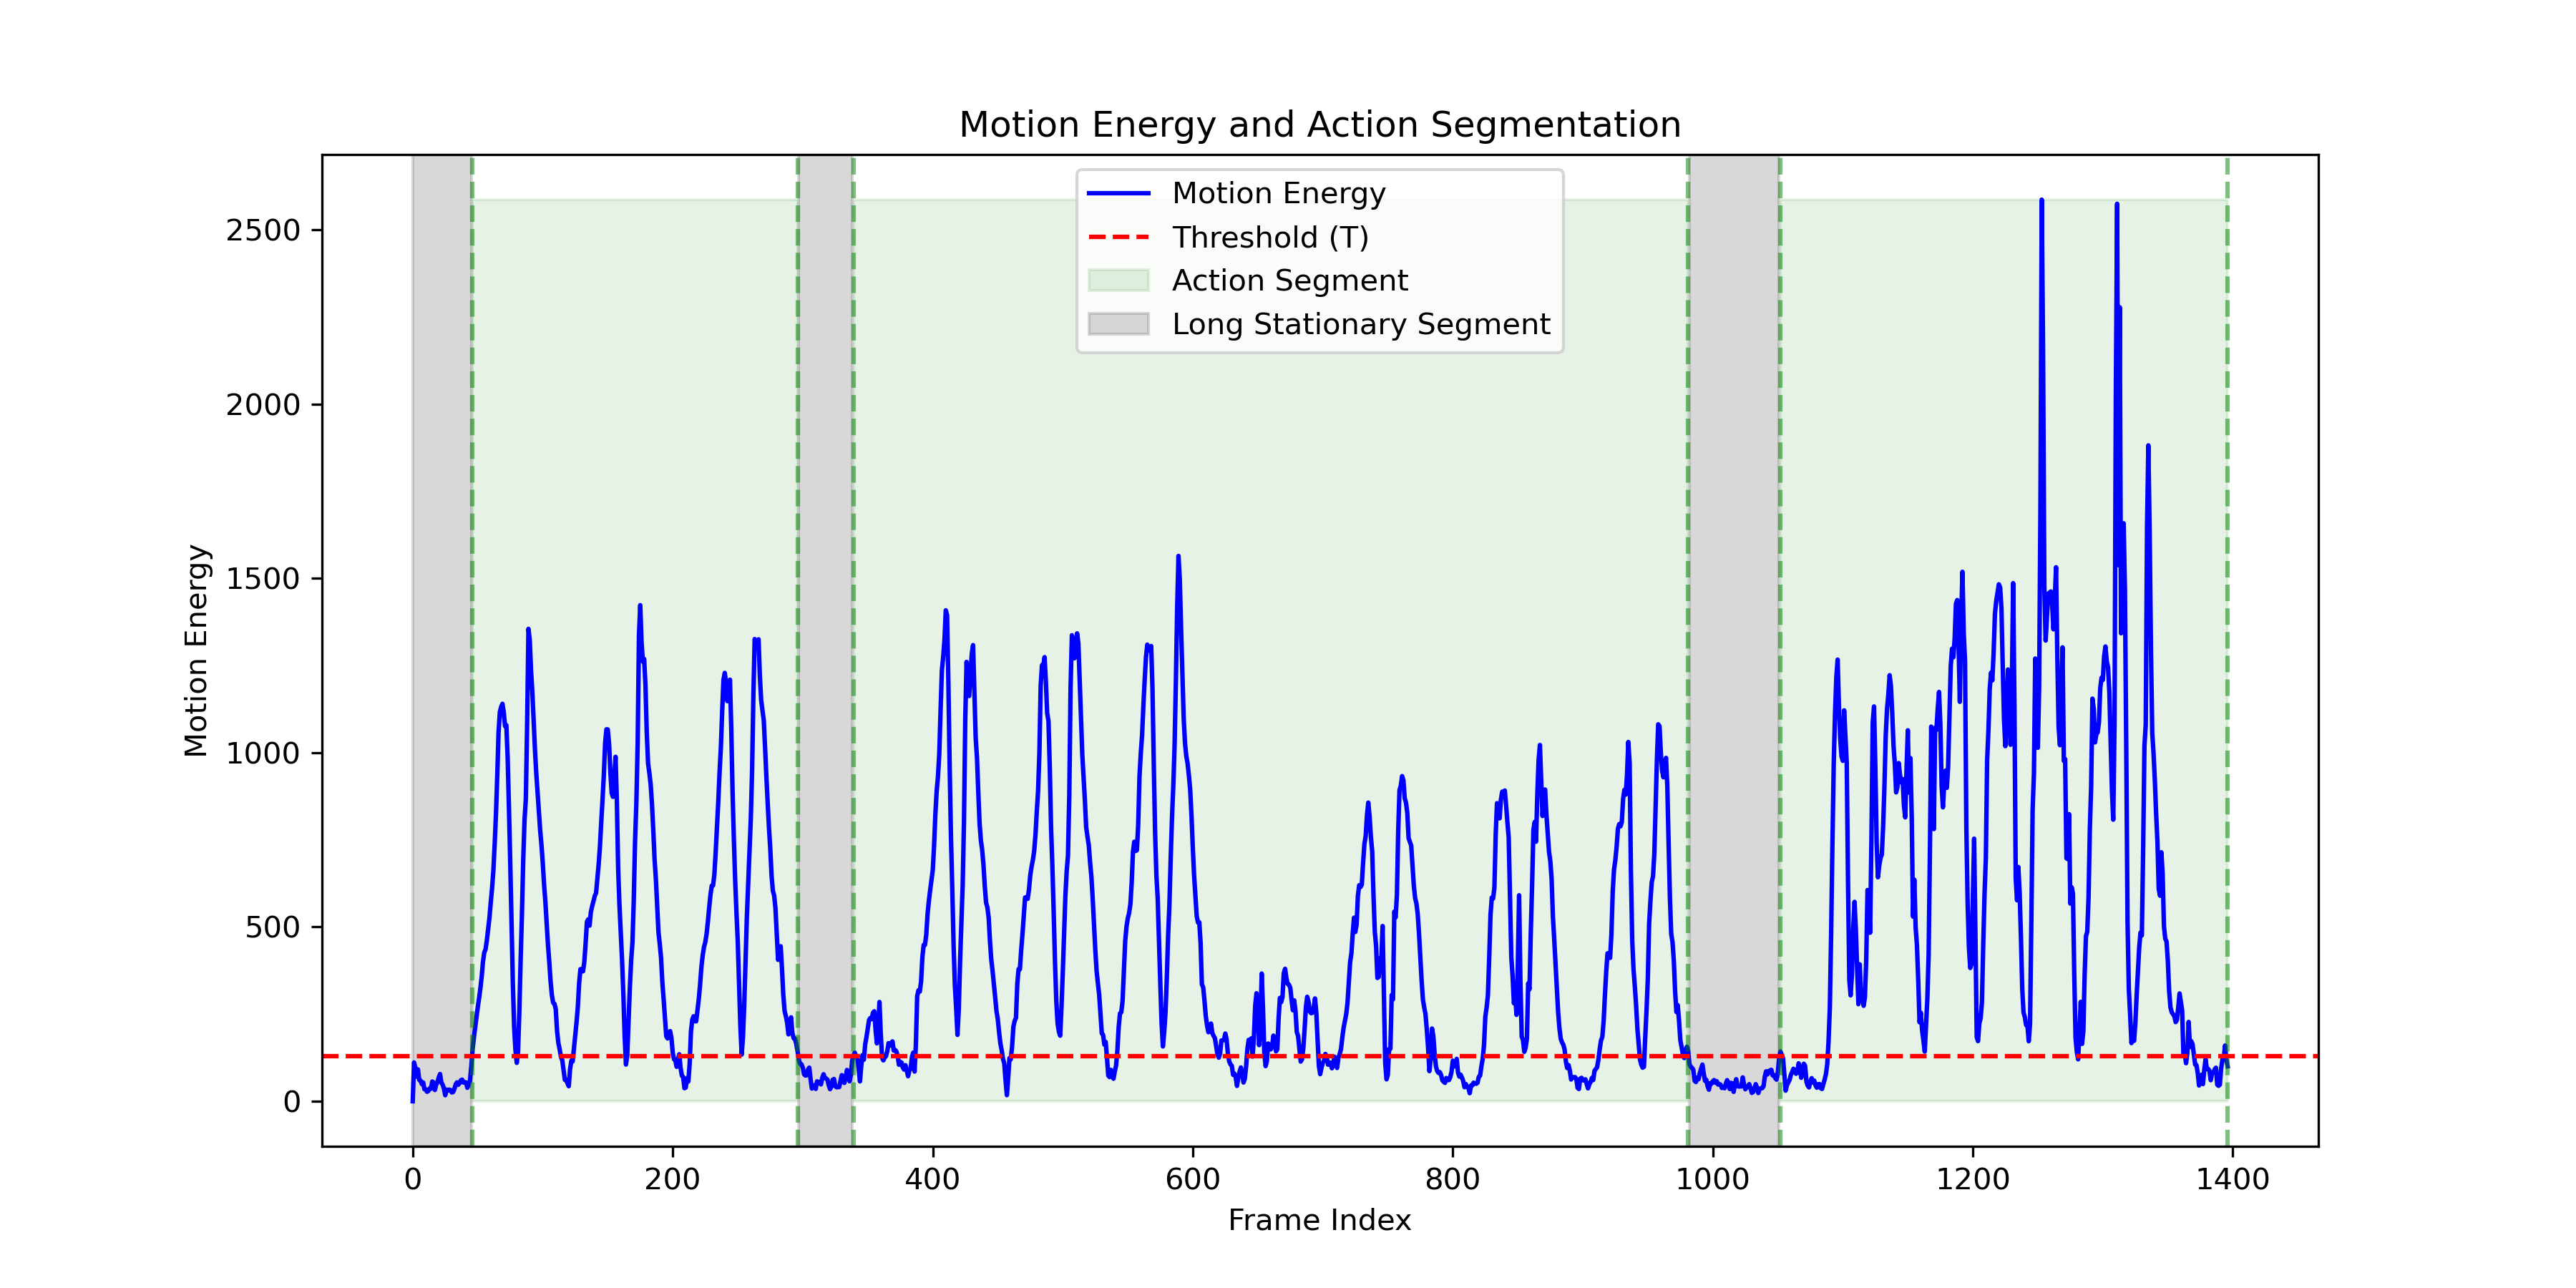 Motion Energy and Action Segmentation
Motion Energy
Threshold (T)
Action Segment
Long Stationary Segment
Motion Energy
2500
2000
1500
1000
500
0
0 200 400 600 800 1000 1200 1400
Frame Index